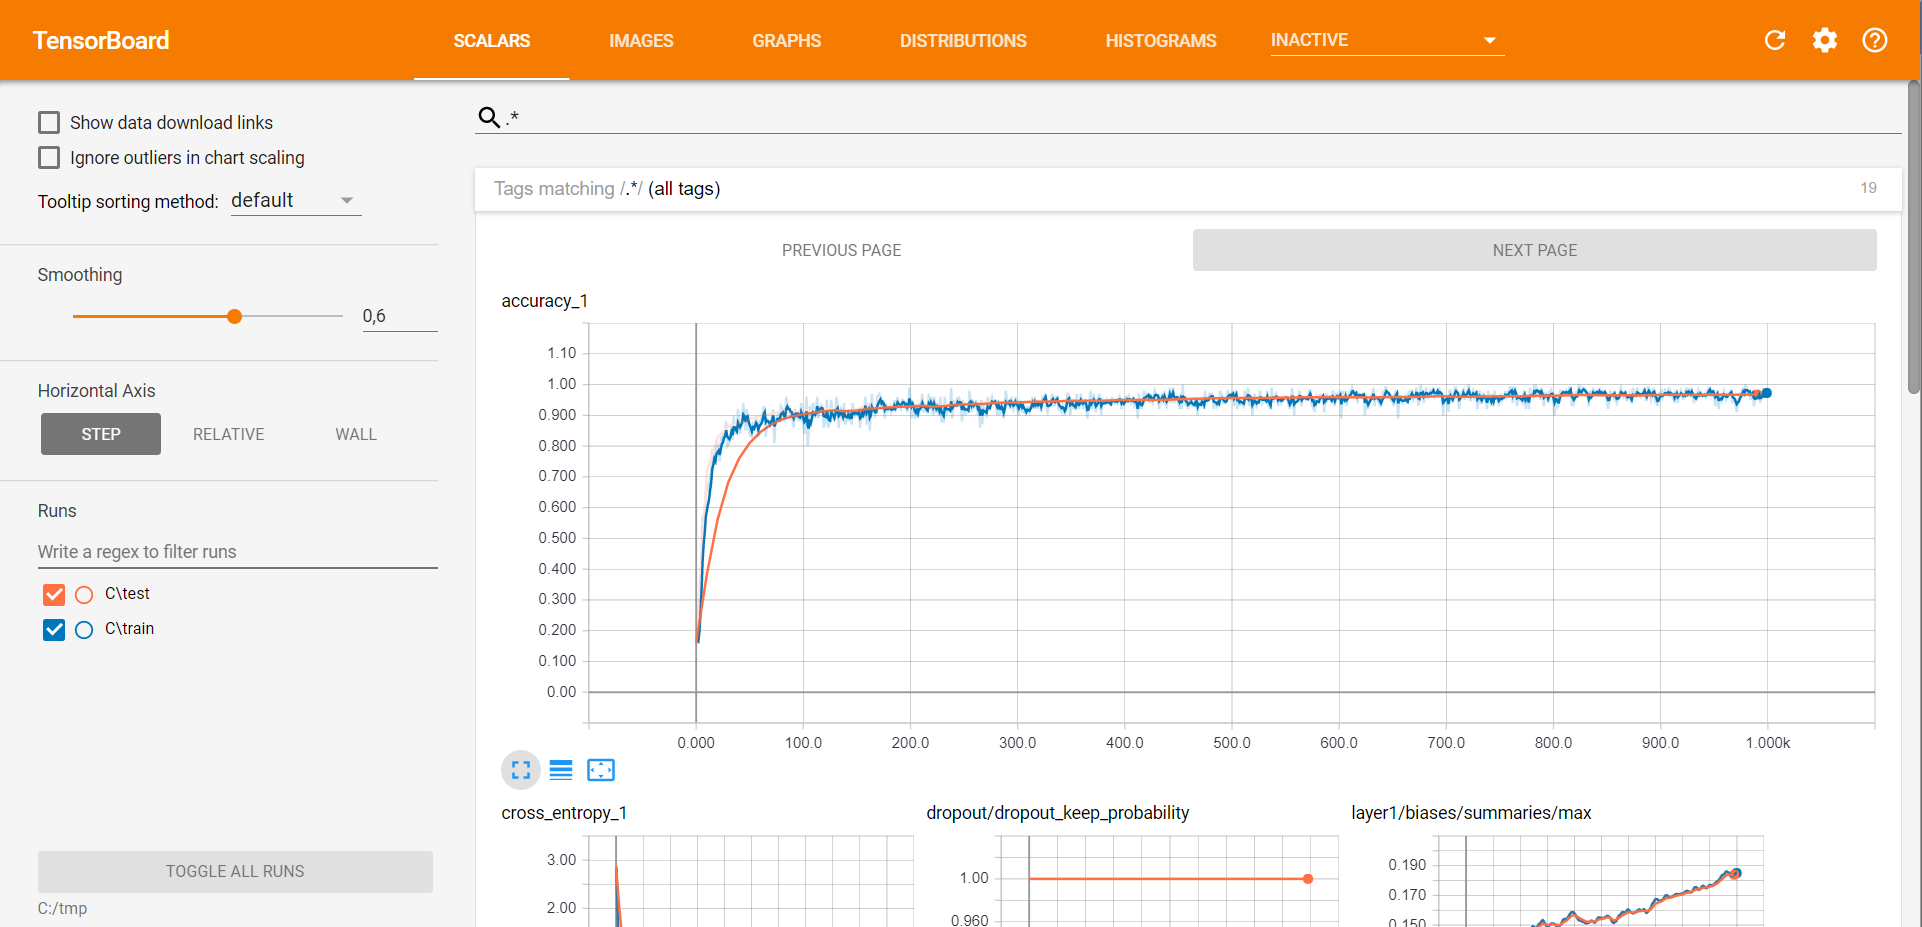 TensorBoard
SCALARS IMAGES GRAPHS DISTRIBUTIONS HISTOGRAMS INACTIVE
Show data download links
Ignore outliers in chart scaling
Tooltip sorting method: default
Smoothing
0,6
Horizontal Axis
STEP RELATIVE WALL
Runs
Write a regex to filter runs
C\test
C\train
TOGGLE ALL RUNS
C:/tmp
.*
Tags matching /.*/ (all tags) 19
PREVIOUS PAGE NEXT PAGE
accuracy_1
1.10
1.00
0.900
0.800
0.700
0.600
0.500
0.400
0.300
0.200
0.100
0.00
0.000 100.0 200.0 300.0 400.0 500.0 600.0 700.0 800.0 900.0 1.000k
cross_entropy_1
3.00
2.00
dropout/dropout_keep_probability
1.00
0.960
layer1/biases/summaries/max
0.190
0.170
0.150